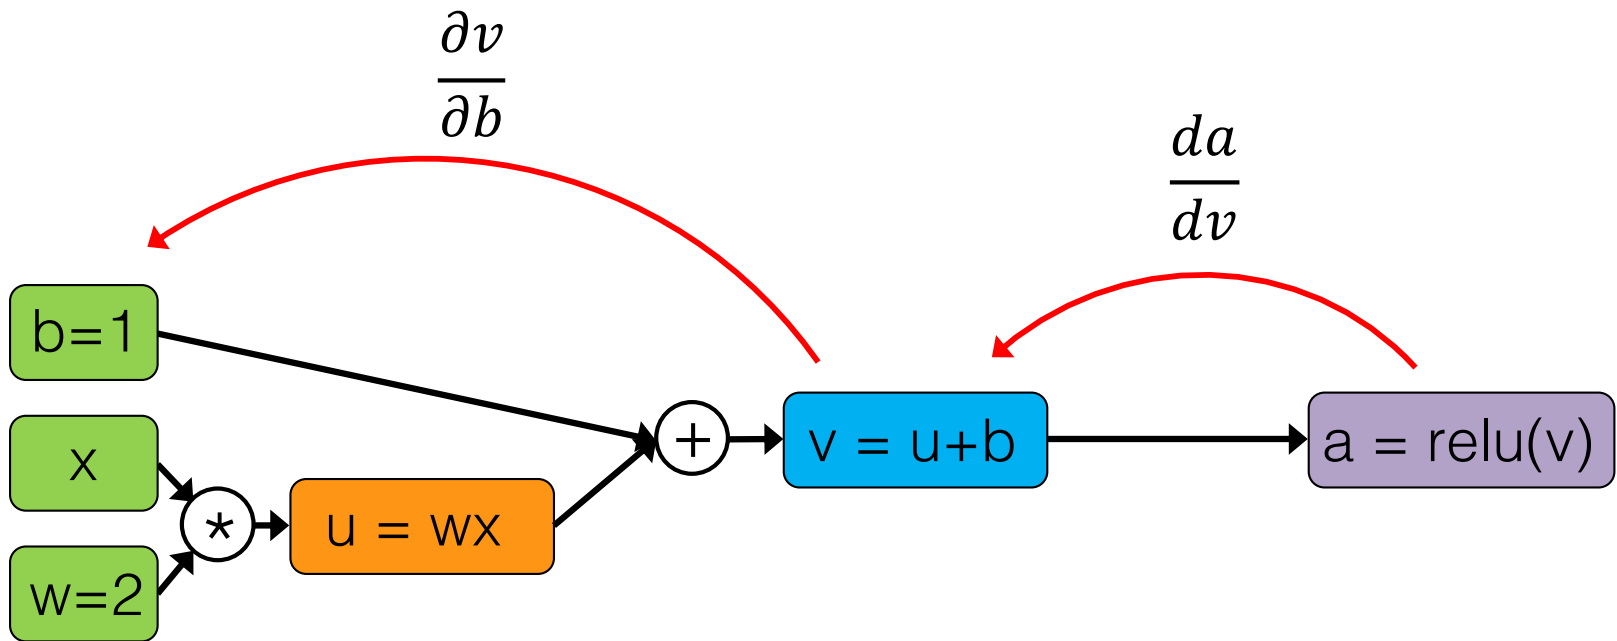 ∂v
∂b
da
dv
b=1
x
w=2
*
u = wx
+
v = u+b
a = relu(v)